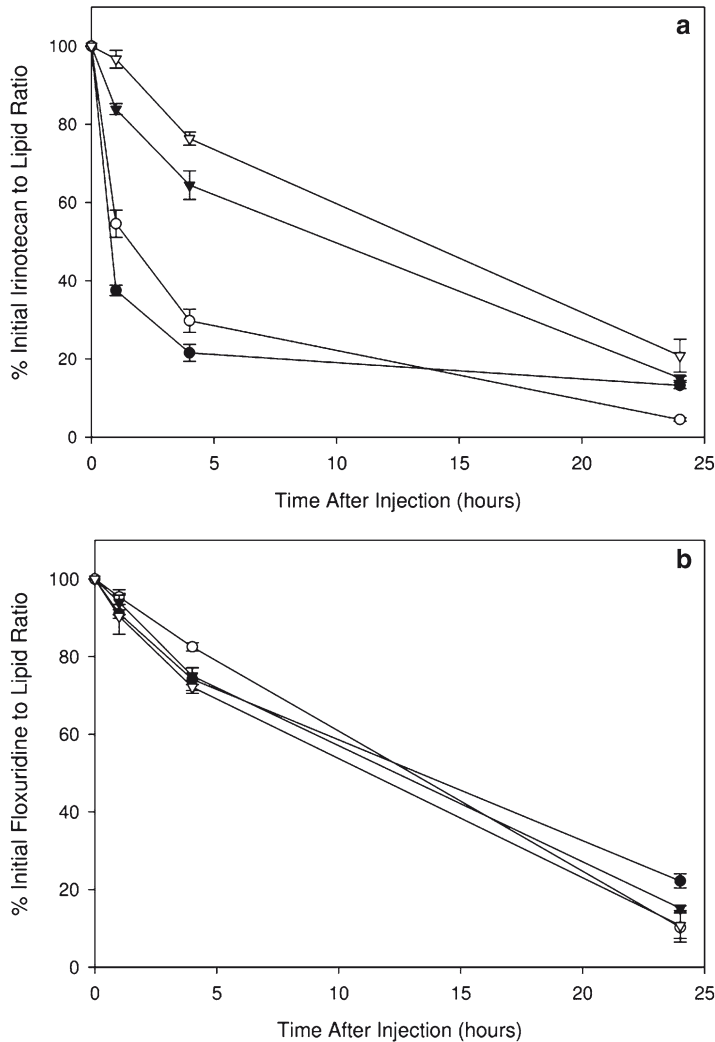 a
100
80
60
40
20
0
% Initial Irinotecan to Lipid Ratio
0 5 10 15 20 25
Time After Injection (hours)
b
100
80
60
40
20
0
% Initial Floxuridine to Lipid Ratio
0 5 10 15 20 25
Time After Injection (hours)